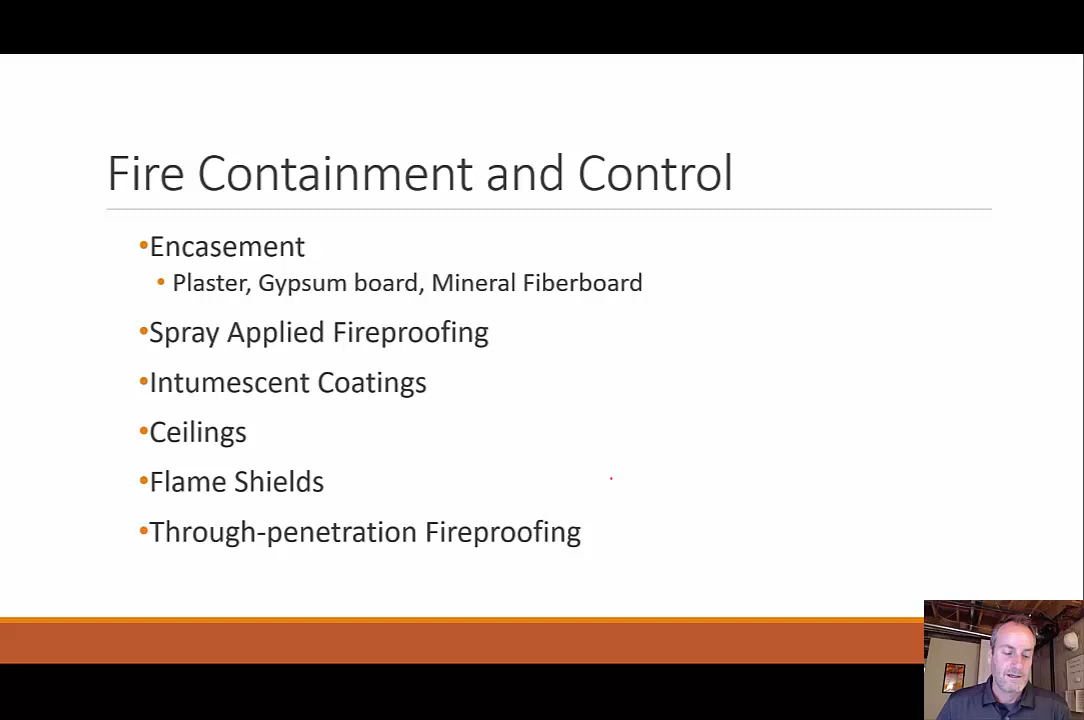 Fire Containment and Control
•Encasement
• Plaster, Gypsum board, Mineral Fiberboard
•Spray Applied Fireproofing
•Intumescent Coatings
•Ceilings
•Flame Shields
•Through-penetration Fireproofing